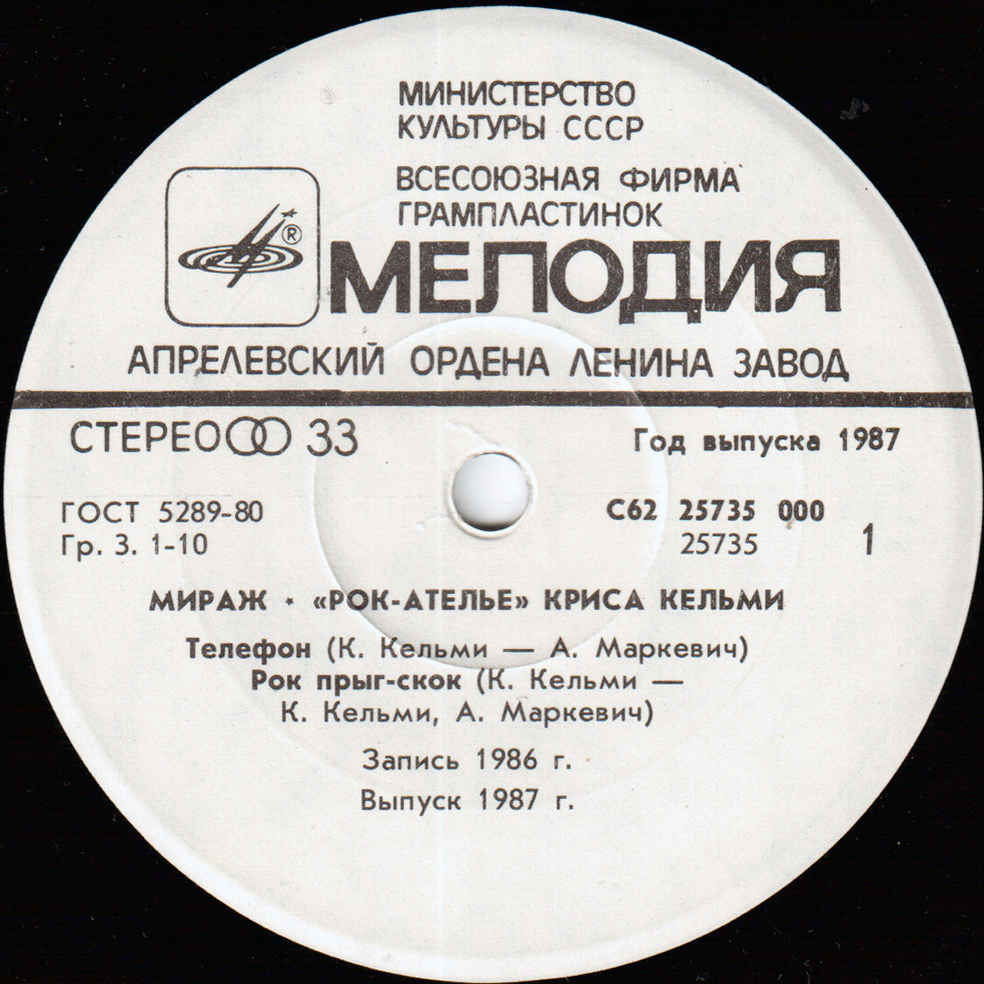 МИНИСТЕРСТВО
КУЛЬТУРЫ СССР
ВСЕСОЮЗНАЯ ФИРМА
ГРАМПЛАСТИНОК
®
МЕЛОДИЯ
АПРЕЛЕВСКИЙ ОРДЕНА ЛЕНИНА ЗАВОД
СТЕРЕО 33
Год выпуска 1987
ГОСТ 5289-80
С62 25735 000
Гр. 3. 1-10
25735
1
МИРАЖ · «РОК-АТЕЛЬЕ» КРИСА КЕЛЬМИ
Телефон (К. Кельми — А. Маркевич)
Рок прыг-скок (К. Кельми —
К. Кельми, А. Маркевич)
Запись 1986 г.
Выпуск 1987 г.